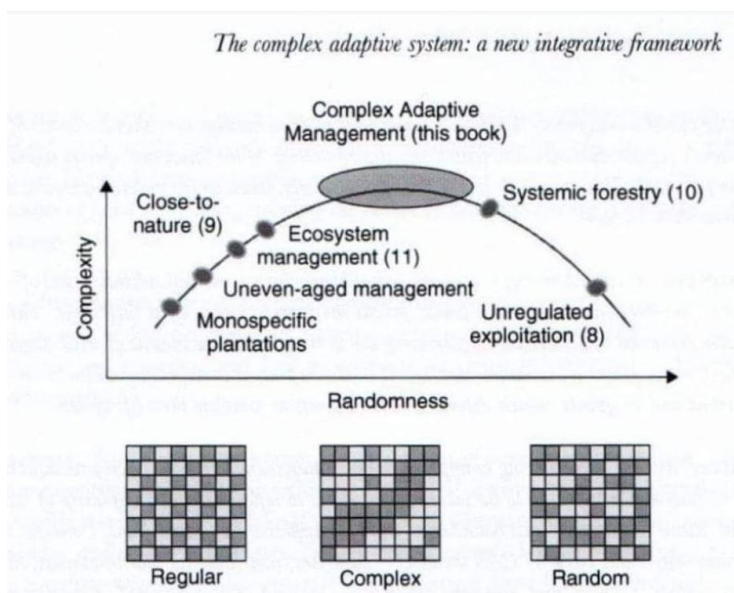 The complex adaptive system: a new integrative framework
Complex Adaptive
Management (this book)
Systemic forestry (10)
Close-to-
nature (9)
Ecosystem
management (11)
Uneven-aged management
Monospecific
plantations
Unregulated
exploitation (8)
Complexity
Randomness
Regular
Complex
Random